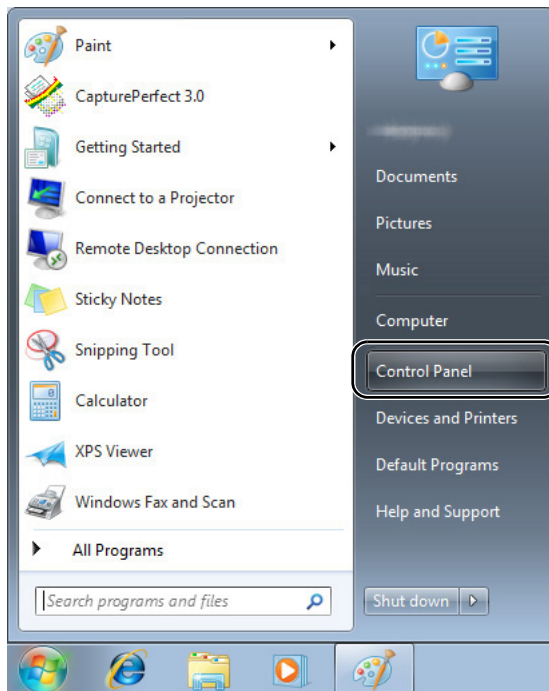 Paint
CapturePerfect 3.0
Getting Started
Connect to a Projector
Remote Desktop Connection
Sticky Notes
Snipping Tool
Calculator
XPS Viewer
Windows Fax and Scan
All Programs
Search programs and files
Documents
Pictures
Music
Computer
Control Panel
Devices and Printers
Default Programs
Help and Support
Shut down